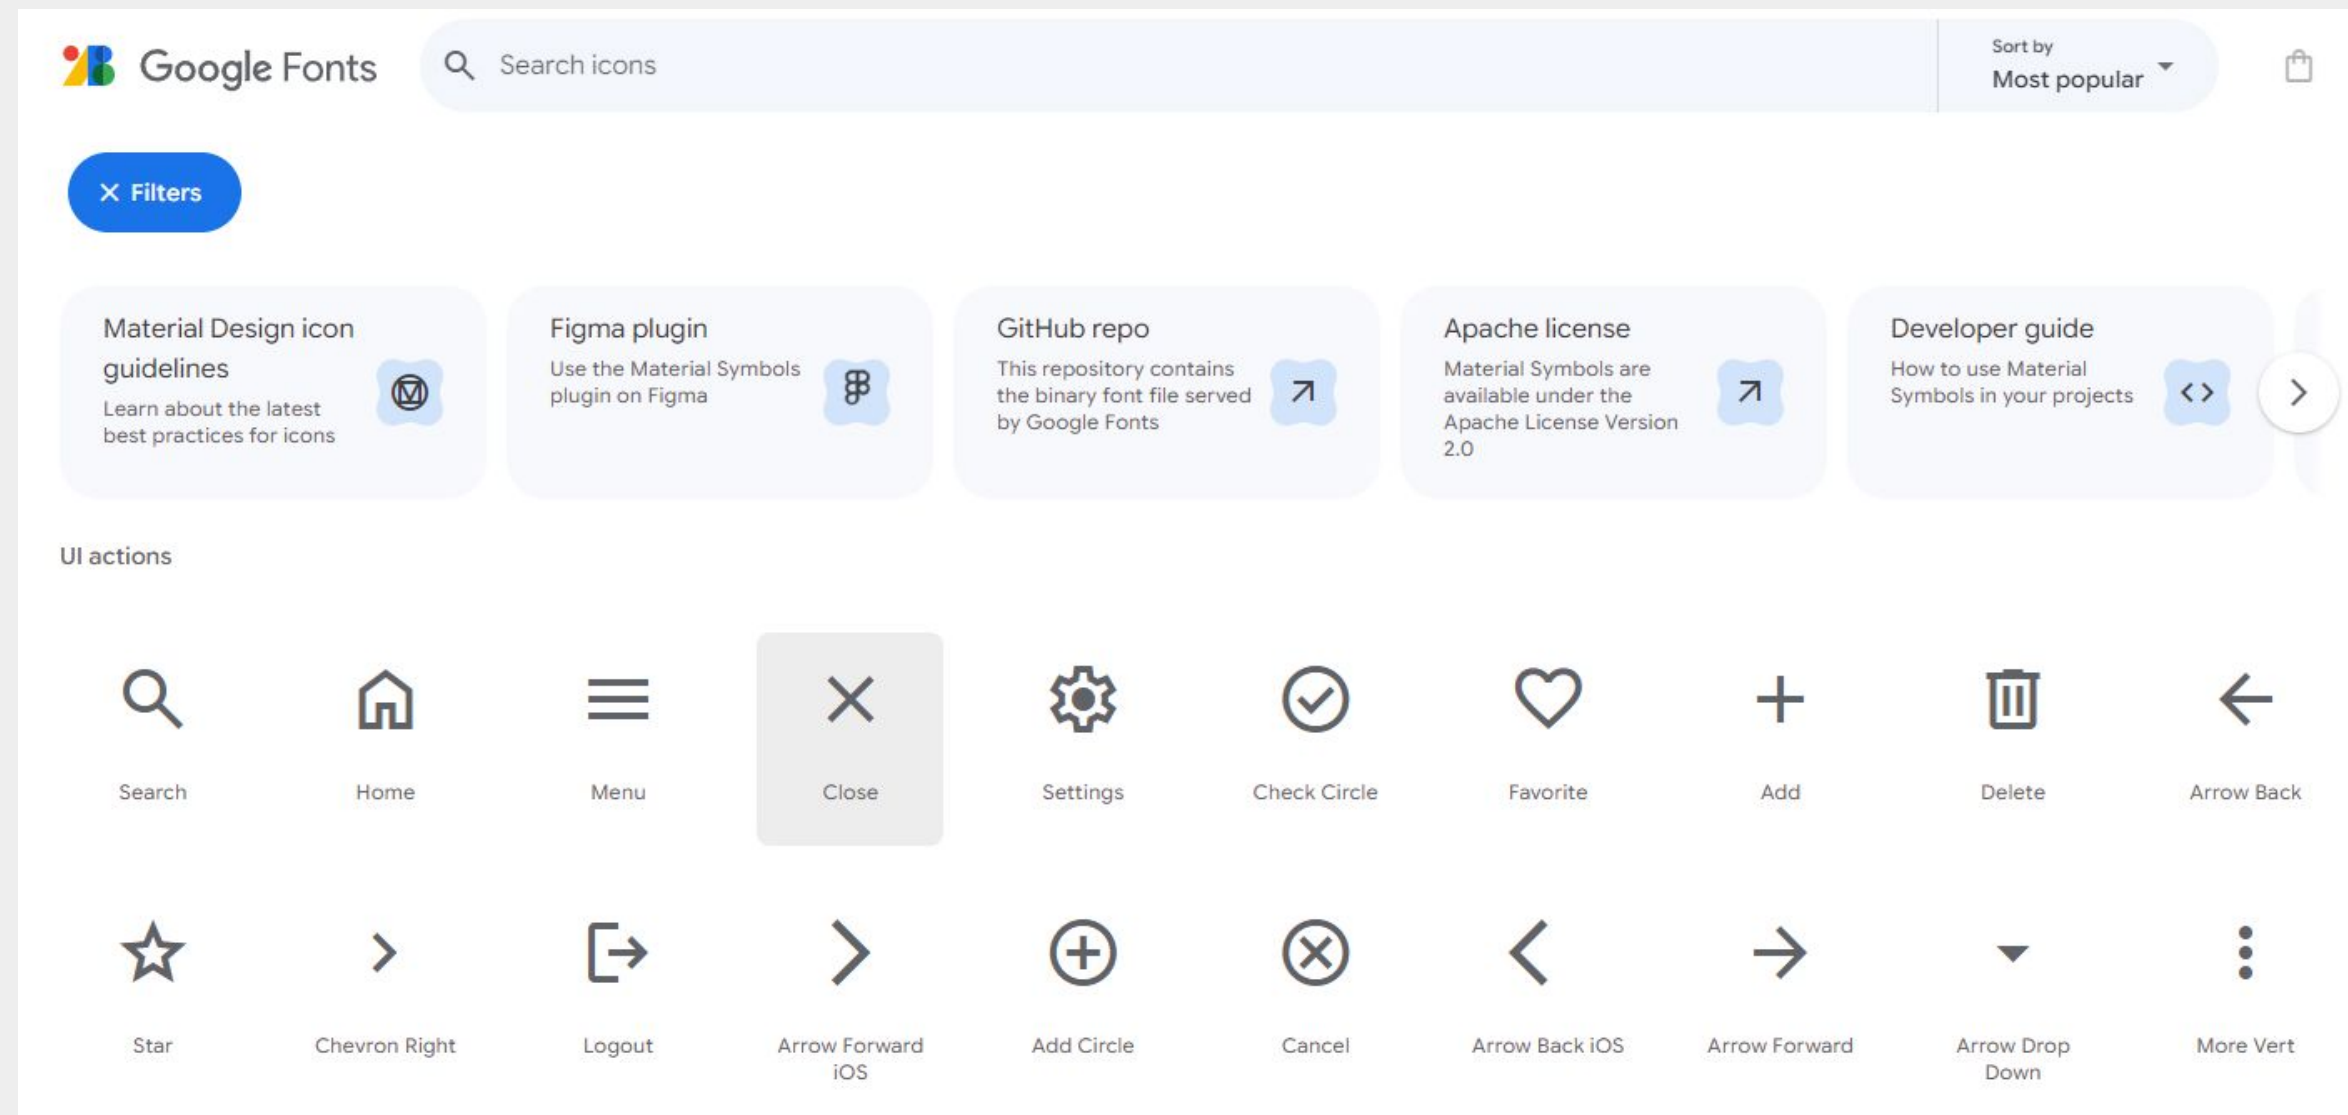 Google Fonts
Search icons
Sort by
Most popular
Filters
Material Design icon
guidelines
Learn about the latest
best practices for icons
Figma plugin
Use the Material Symbols
plugin on Figma
GitHub repo
This repository contains
the binary font file served
by Google Fonts
Apache license
Material Symbols are
available under the
Apache License Version
2.0
Developer guide
How to use Material
Symbols in your projects
UI actions
Search
Home
Menu
Close
Settings
Check Circle
Favorite
Add
Delete
Arrow Back
Star
Chevron Right
Logout
Arrow Forward
iOS
Add Circle
Cancel
Arrow Back iOS
Arrow Forward
Arrow Drop
Down
More Vert